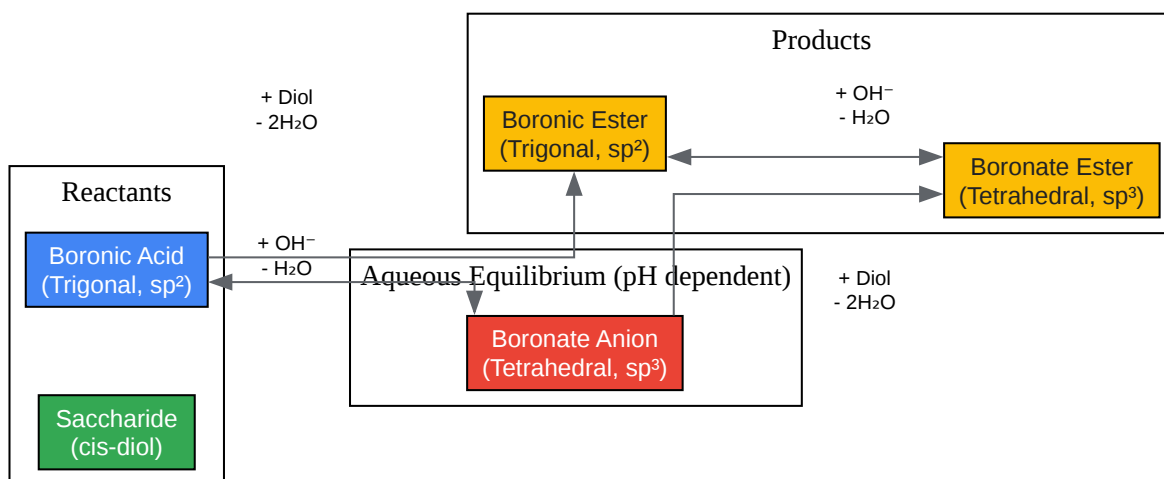 Products
+ Diol
- 2H₂O
+ OH⁻
- H₂O
Boronic Ester
(Trigonal, sp²)
Boronate Ester
(Tetrahedral, sp³)
Reactants
Boronic Acid
(Trigonal, sp²)
+ OH⁻
- H₂O
Aqueous Equilibrium (pH dependent)
+ Diol
- 2H₂O
Boronate Anion
(Tetrahedral, sp³)
Saccharide
(cis-diol)